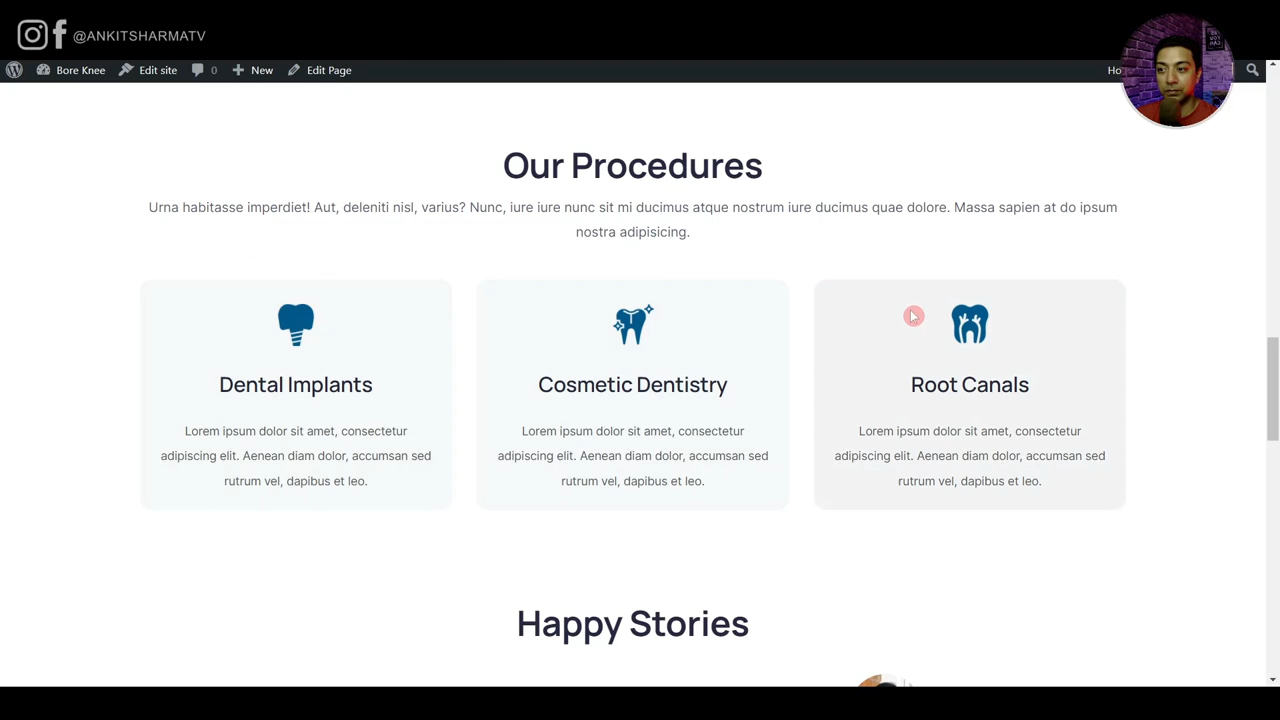 @ANKITSHARMATV
Bore Knee
Edit site
0
New
Edit Page
Ho
Our Procedures
Urna habitasse imperdiet! Aut, deleniti nisl, varius? Nunc, iure iure nunc sit mi ducimus atque nostrum iure ducimus quae dolore. Massa sapien at do ipsum
nostra adipisicing.
Dental Implants
Lorem ipsum dolor sit amet, consectetur
adipiscing elit. Aenean diam dolor, accumsan sed
rutrum vel, dapibus et leo.
Cosmetic Dentistry
Lorem ipsum dolor sit amet, consectetur
adipiscing elit. Aenean diam dolor, accumsan sed
rutrum vel, dapibus et leo.
Root Canals
Lorem ipsum dolor sit amet, consectetur
adipiscing elit. Aenean diam dolor, accumsan sed
rutrum vel, dapibus et leo.
Happy Stories